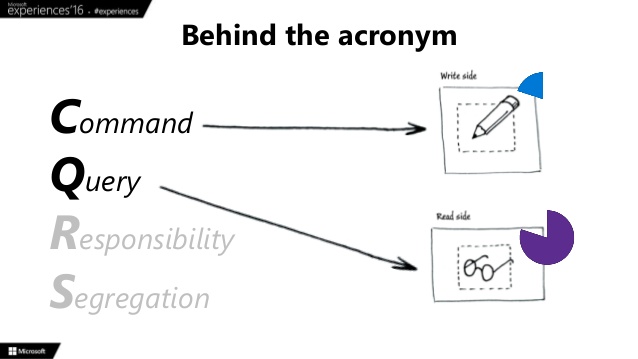 Microsoft
experiences'16 - #experiences
Behind the acronym
Write side
Command
Query
Read side
Responsibility
Segregation
Microsoft